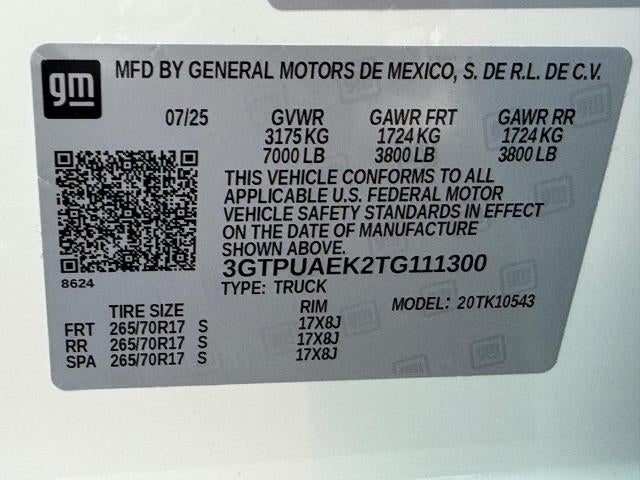 gm MFD BY GENERAL MOTORS DE MEXICO, S. DE R.L. DE C.V.
07/25 GVWR GAWR FRT GAWR RR
3175 KG 1724 KG 1724 KG
7000 LB 3800 LB 3800 LB
THIS VEHICLE CONFORMS TO ALL
APPLICABLE U.S. FEDERAL MOTOR
VEHICLE SAFETY STANDARDS IN EFFECT
ON THE DATE OF MANUFACTURE
SHOWN ABOVE.
3GTPUAEK2TG111300
8624
TYPE: TRUCK
TIRE SIZE RIM MODEL: 20TK10543
FRT 265/70R17 S 17X8J
RR 265/70R17 S 17X8J
SPA 265/70R17 S 17X8J